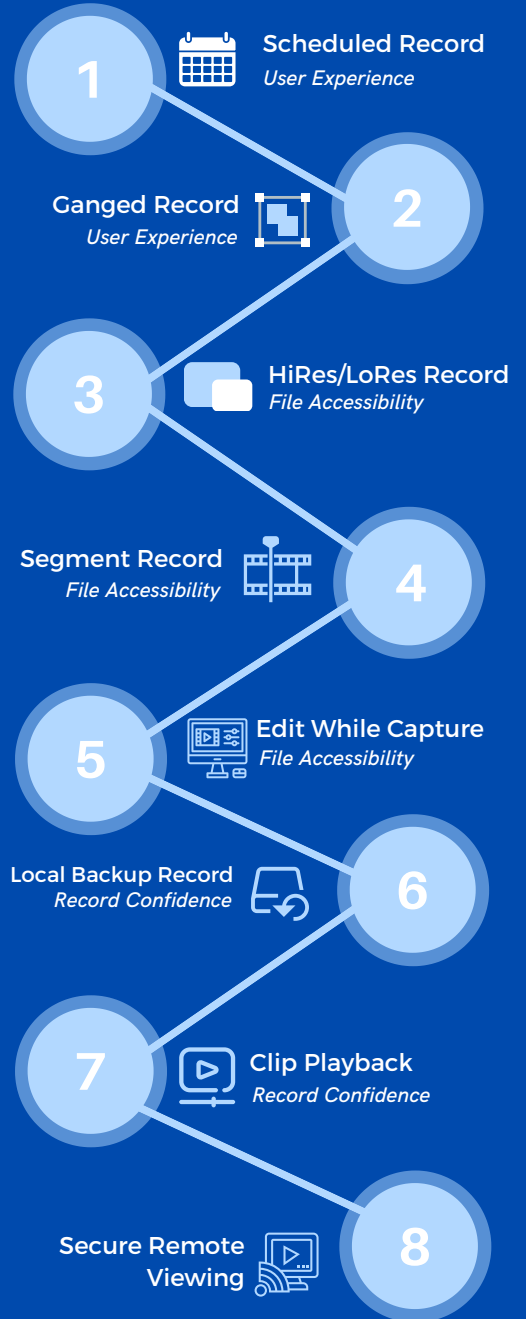 1
Scheduled Record
User Experience
2
Ganged Record
User Experience
3
HiRes/LoRes Record
File Accessibility
4
Segment Record
File Accessibility
5
Edit While Capture
File Accessibility
6
Local Backup Record
Record Confidence
7
Clip Playback
Record Confidence
8
Secure Remote
Viewing